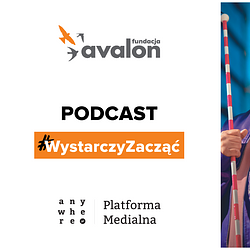 fundacja
avalon
PODCAST
#WystarczyZacząć
any
whe
re
Platforma
Medialna